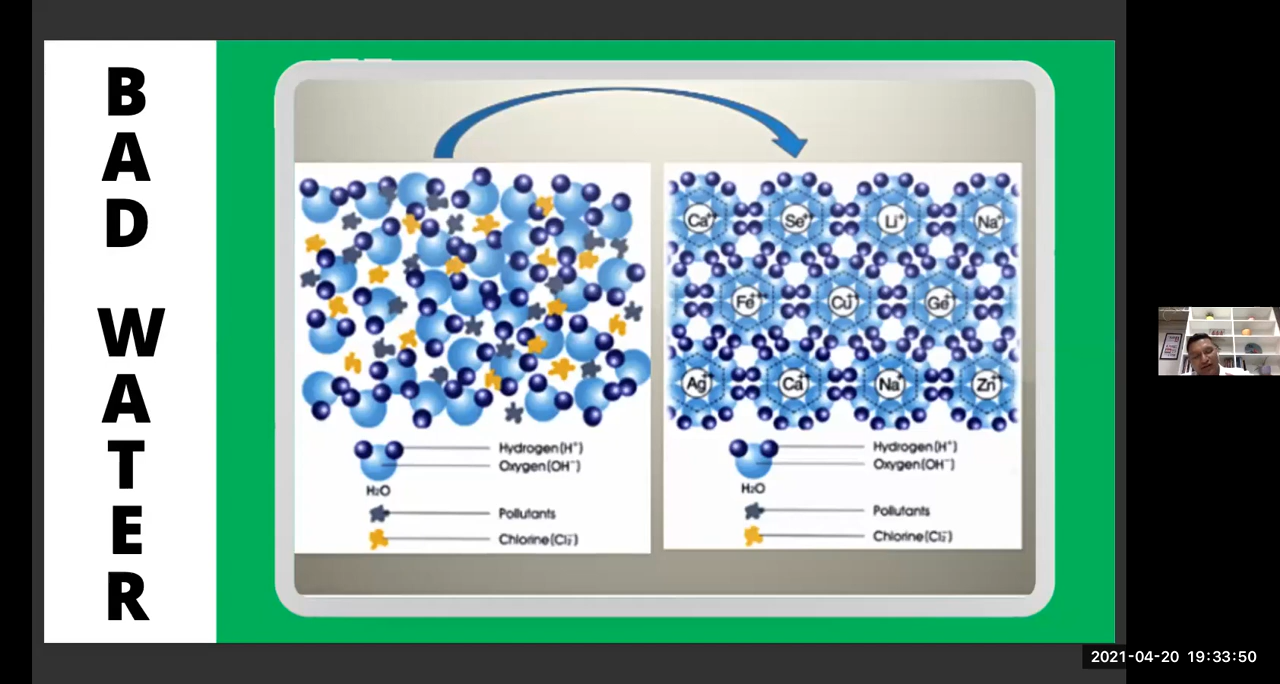 BAD
WATER
Ca++
Se++
Li+
Na+
Fe+++
Cu++
Ge++
Ag++
Ca++
Na++
Zn++
Hydrogen(H+)
Oxygen(OH−)
H₂O
Pollutants
Chlorine(Cl₂−)
Hydrogen(H+)
Oxygen(OH−)
H₂O
Pollutants
Chlorine(Cl₂−)
2021-04-20 19:33:50